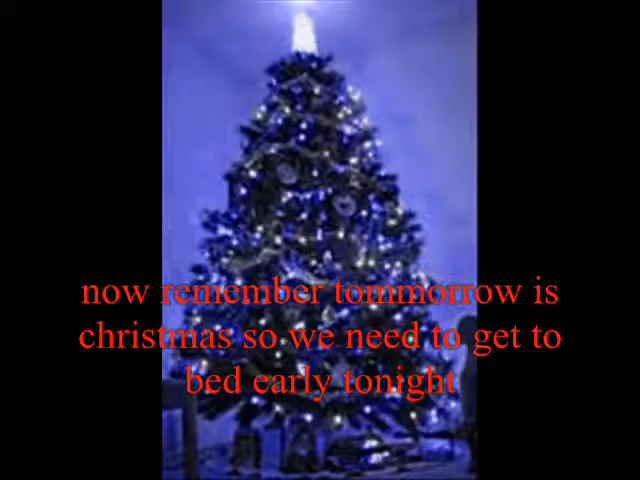 now remember tommorrow is
christmas so we need to get to
bed early tonight